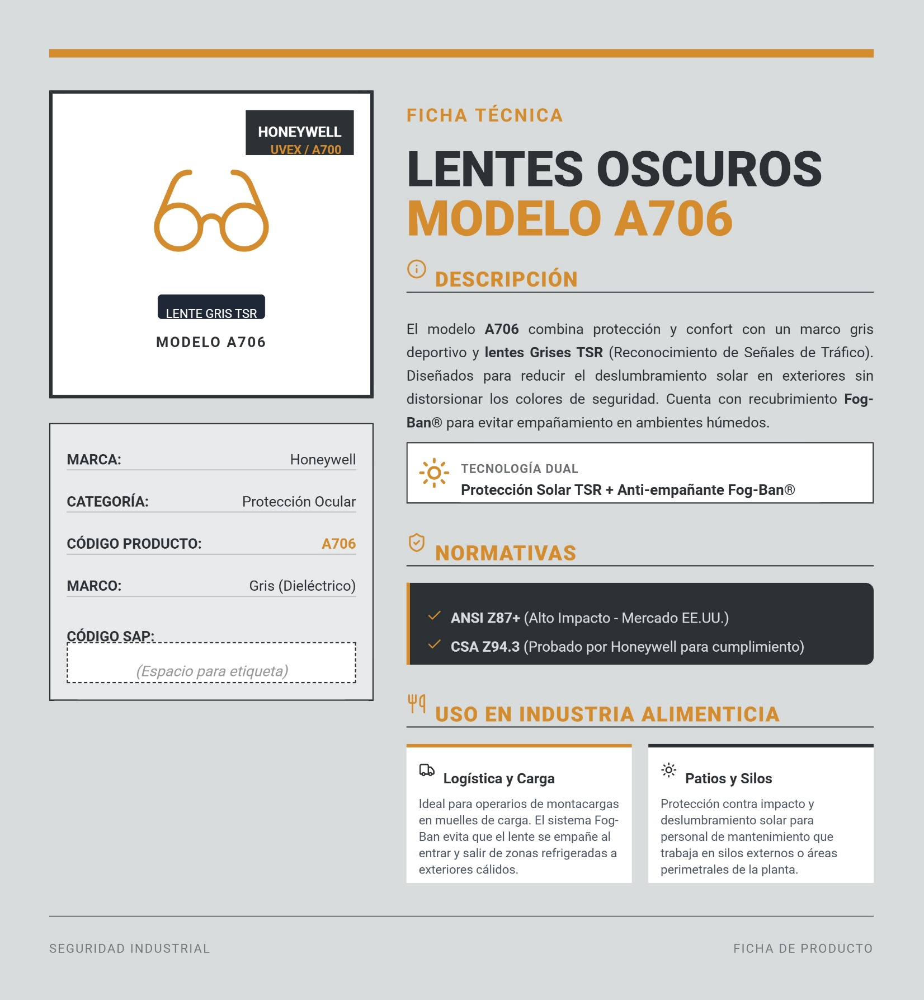 HONEYWELL
UVEX / A700
LENTE GRIS TSR
MODELO A706
MARCA: Honeywell
CATEGORÍA: Protección Ocular
CÓDIGO PRODUCTO: A706
MARCO: Gris (Dieléctrico)
CÓDIGO SAP:
(Espacio para etiqueta)
FICHA TÉCNICA
LENTES OSCUROS
MODELO A706
DESCRIPCIÓN
El modelo A706 combina protección y confort con un marco gris
deportivo y lentes Grises TSR (Reconocimiento de Señales de Tráfico).
Diseñados para reducir el deslumbramiento solar en exteriores sin
distorsionar los colores de seguridad. Cuenta con recubrimiento Fog-
Ban® para evitar empañamiento en ambientes húmedos.
TECNOLOGÍA DUAL
Protección Solar TSR + Anti-empañante Fog-Ban®
NORMATIVAS
ANSI Z87+ (Alto Impacto - Mercado EE.UU.)
CSA Z94.3 (Probado por Honeywell para cumplimiento)
USO EN INDUSTRIA ALIMENTICIA
Logística y Carga
Ideal para operarios de montacargas
en muelles de carga. El sistema Fog-
Ban evita que el lente se empañe al
entrar y salir de zonas refrigeradas a
exteriores cálidos.
Patios y Silos
Protección contra impacto y
deslumbramiento solar para
personal de mantenimiento que
trabaja en silos externos o áreas
perimetrales de la planta.
SEGURIDAD INDUSTRIAL
FICHA DE PRODUCTO